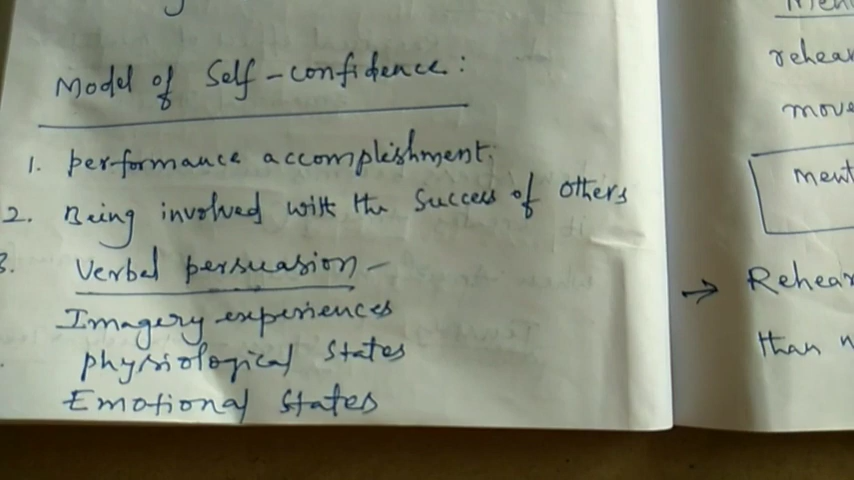 Model of Self-confidence:
1. performance accomplishment.
2. Being involved with the success of others
3. Verbal persuasion -
Imagery experiences
physiological states
Emotional states
rehear
move
ment
→ Rehear
than n